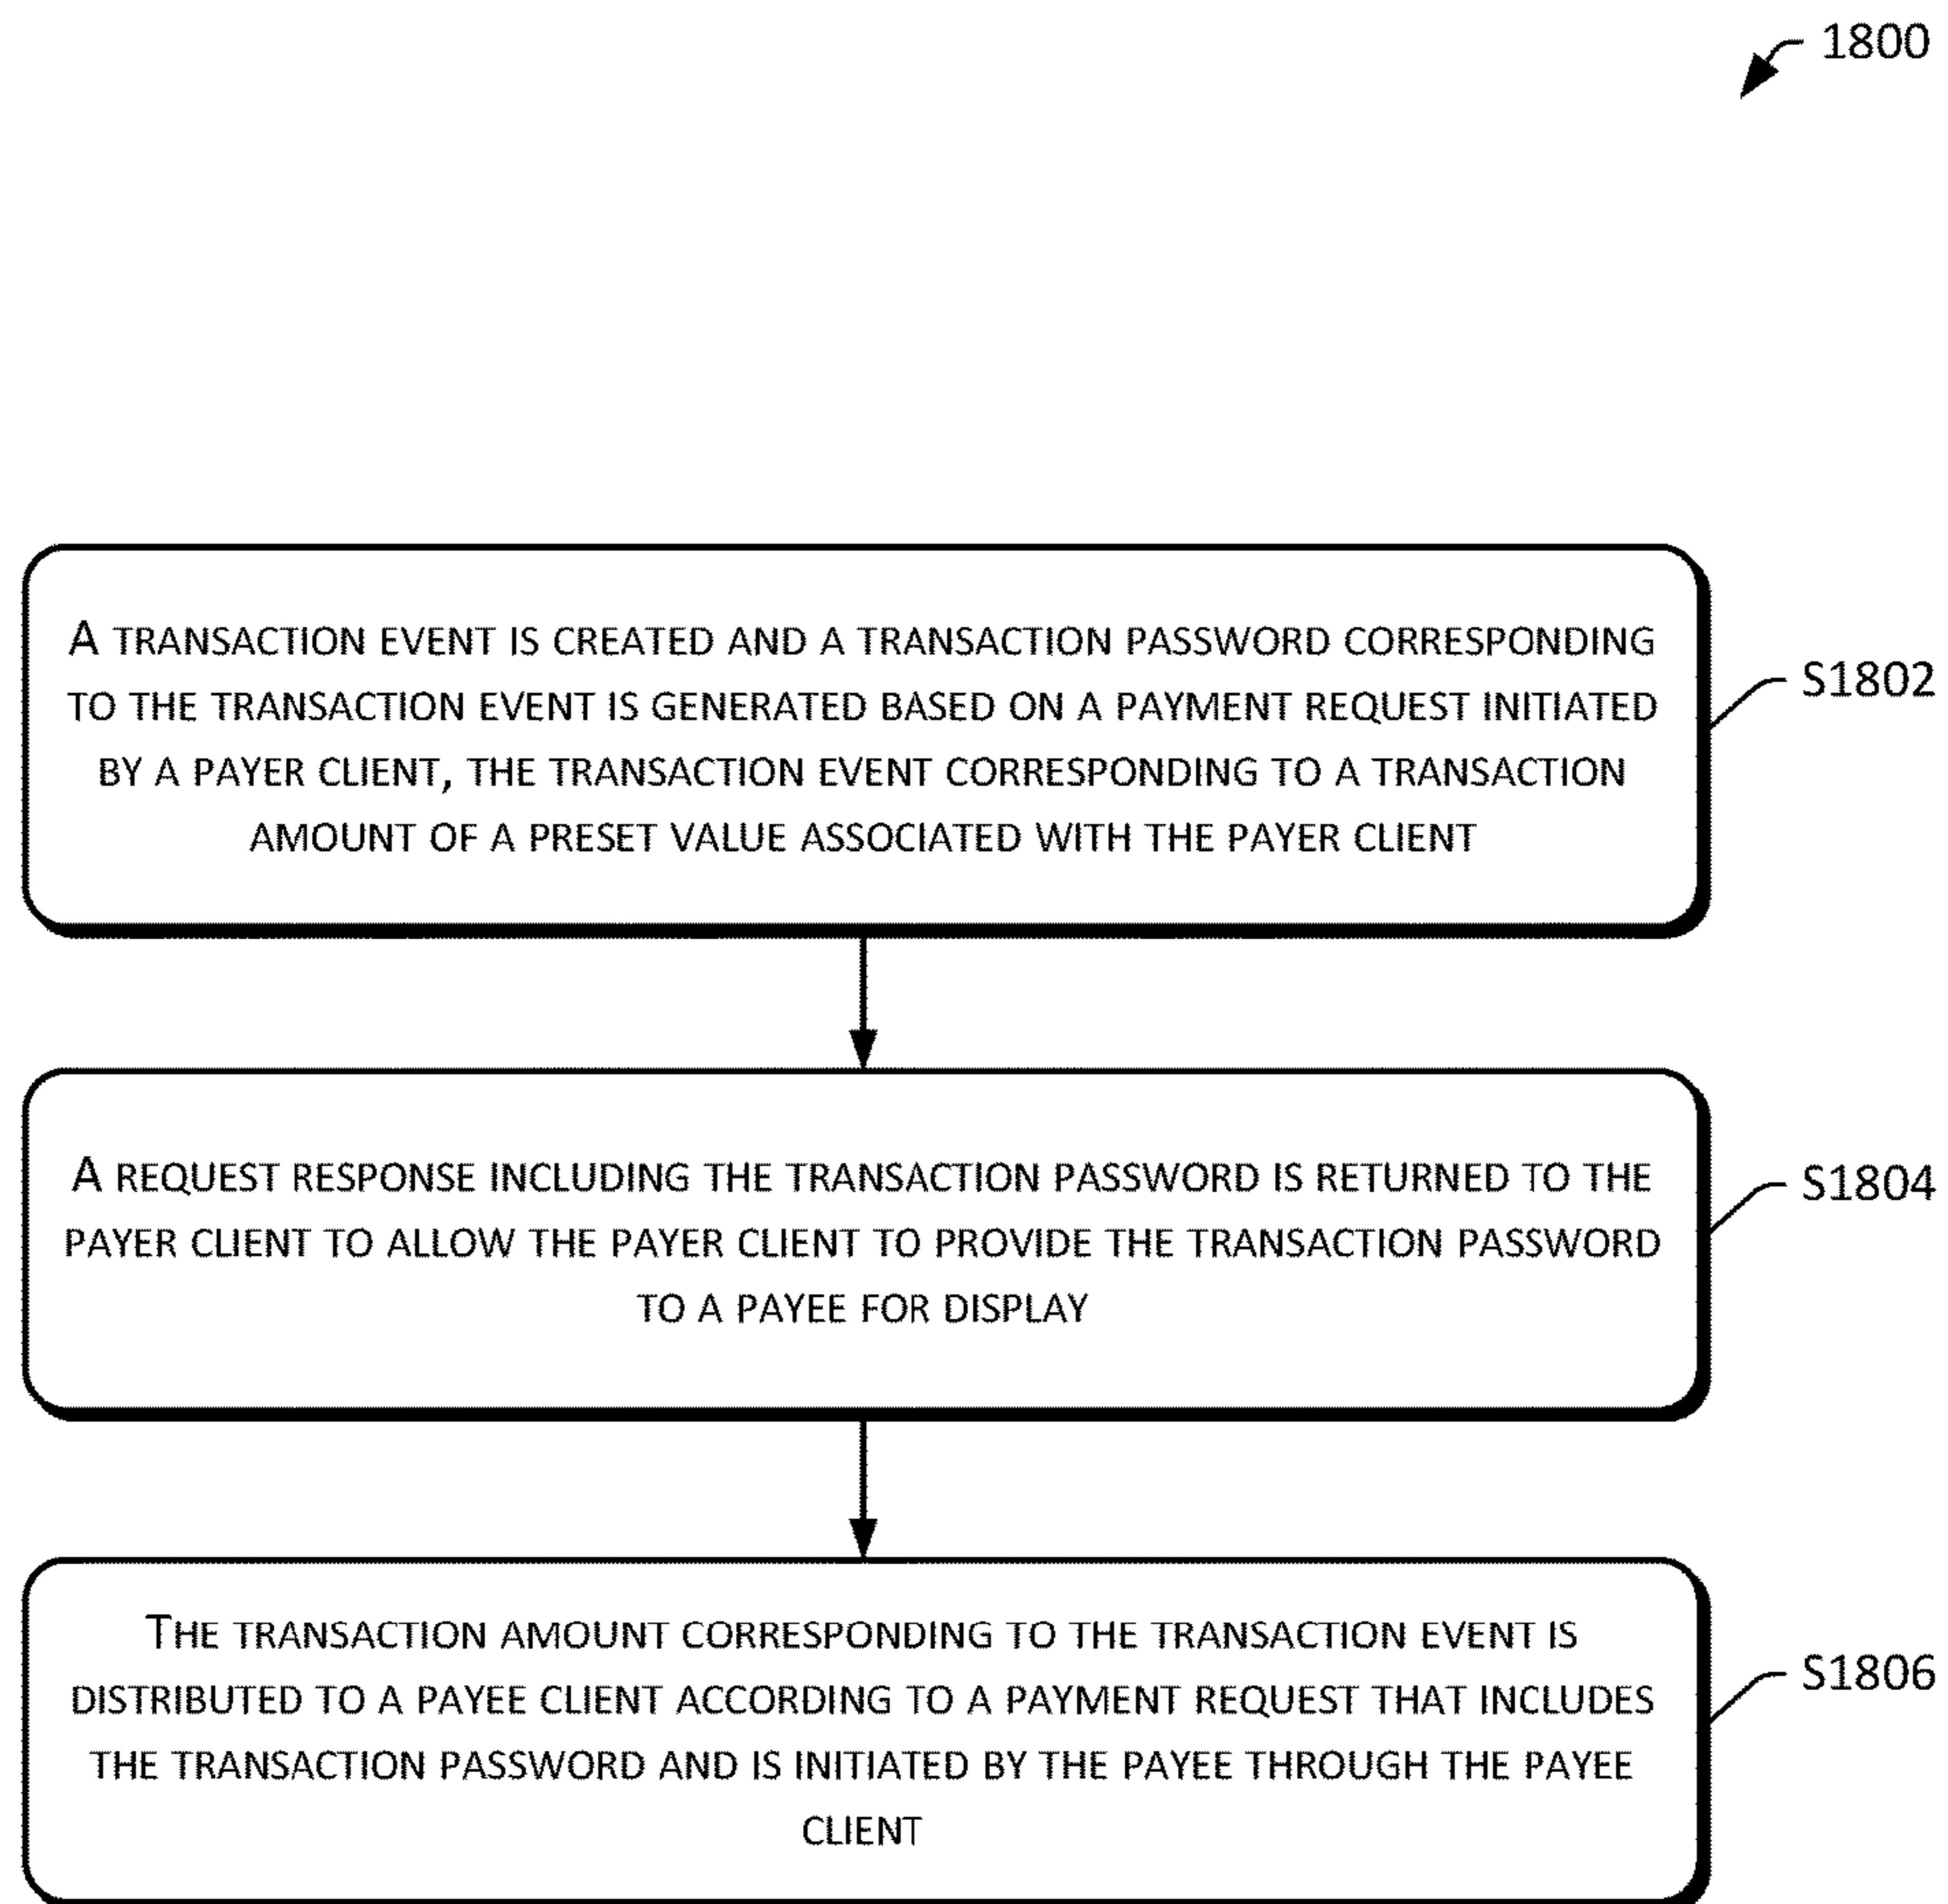 1800
A TRANSACTION EVENT IS CREATED AND A TRANSACTION PASSWORD CORRESPONDING
TO THE TRANSACTION EVENT IS GENERATED BASED ON A PAYMENT REQUEST INITIATED
BY A PAYER CLIENT, THE TRANSACTION EVENT CORRESPONDING TO A TRANSACTION
AMOUNT OF A PRESET VALUE ASSOCIATED WITH THE PAYER CLIENT
S1802
A REQUEST RESPONSE INCLUDING THE TRANSACTION PASSWORD IS RETURNED TO THE
PAYER CLIENT TO ALLOW THE PAYER CLIENT TO PROVIDE THE TRANSACTION PASSWORD
TO A PAYEE FOR DISPLAY
S1804
THE TRANSACTION AMOUNT CORRESPONDING TO THE TRANSACTION EVENT IS
DISTRIBUTED TO A PAYEE CLIENT ACCORDING TO A PAYMENT REQUEST THAT INCLUDES
THE TRANSACTION PASSWORD AND IS INITIATED BY THE PAYEE THROUGH THE PAYEE
CLIENT
S1806